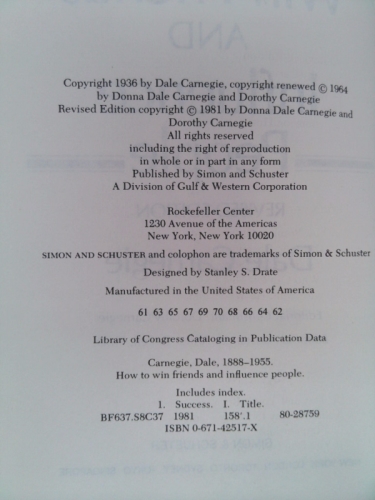 AND
Copyright 1936 by Dale Carnegie, copyright renewed © 1964
by Donna Dale Carnegie and Dorothy Carnegie
Revised Edition copyright © 1981 by Donna Dale Carnegie and
Dorothy Carnegie
All rights reserved
including the right of reproduction
in whole or in part in any form
Published by Simon and Schuster
A Division of Gulf & Western Corporation
Rockefeller Center
1230 Avenue of the Americas
New York, New York 10020
SIMON AND SCHUSTER and colophon are trademarks of Simon & Schuster
Designed by Stanley S. Drate
Manufactured in the United States of America
61 63 65 67 69 70 68 66 64 62
Library of Congress Cataloging in Publication Data
Carnegie, Dale, 1888–1955.
How to win friends and influence people.
Includes index.
1. Success. I. Title.
BF637.S8C37 1981 158'.1 80-28759
ISBN 0-671-42517-X